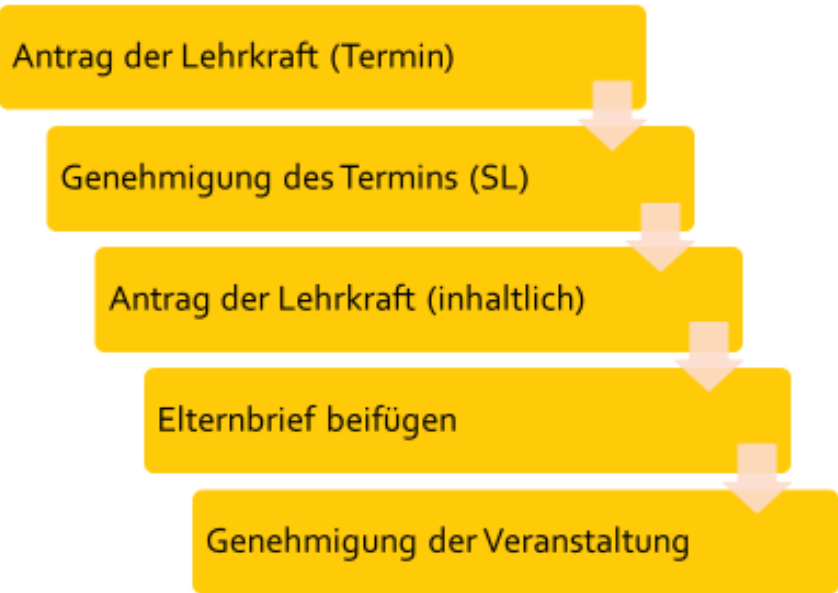 Antrag der Lehrkraft (Termin)
Genehmigung des Termins (SL)
Antrag der Lehrkraft (inhaltlich)
Elternbrief beifügen
Genehmigung der Veranstaltung